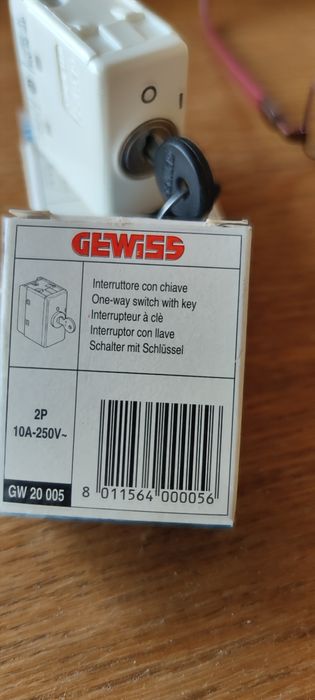 O I
GEWISS
Interruttore con chiave
One-way switch with key
Interrupteur à clè
Interruptor con llave
Schalter mit Schlüssel
2P
10A-250V~
GW 20 005
8 011564 000056